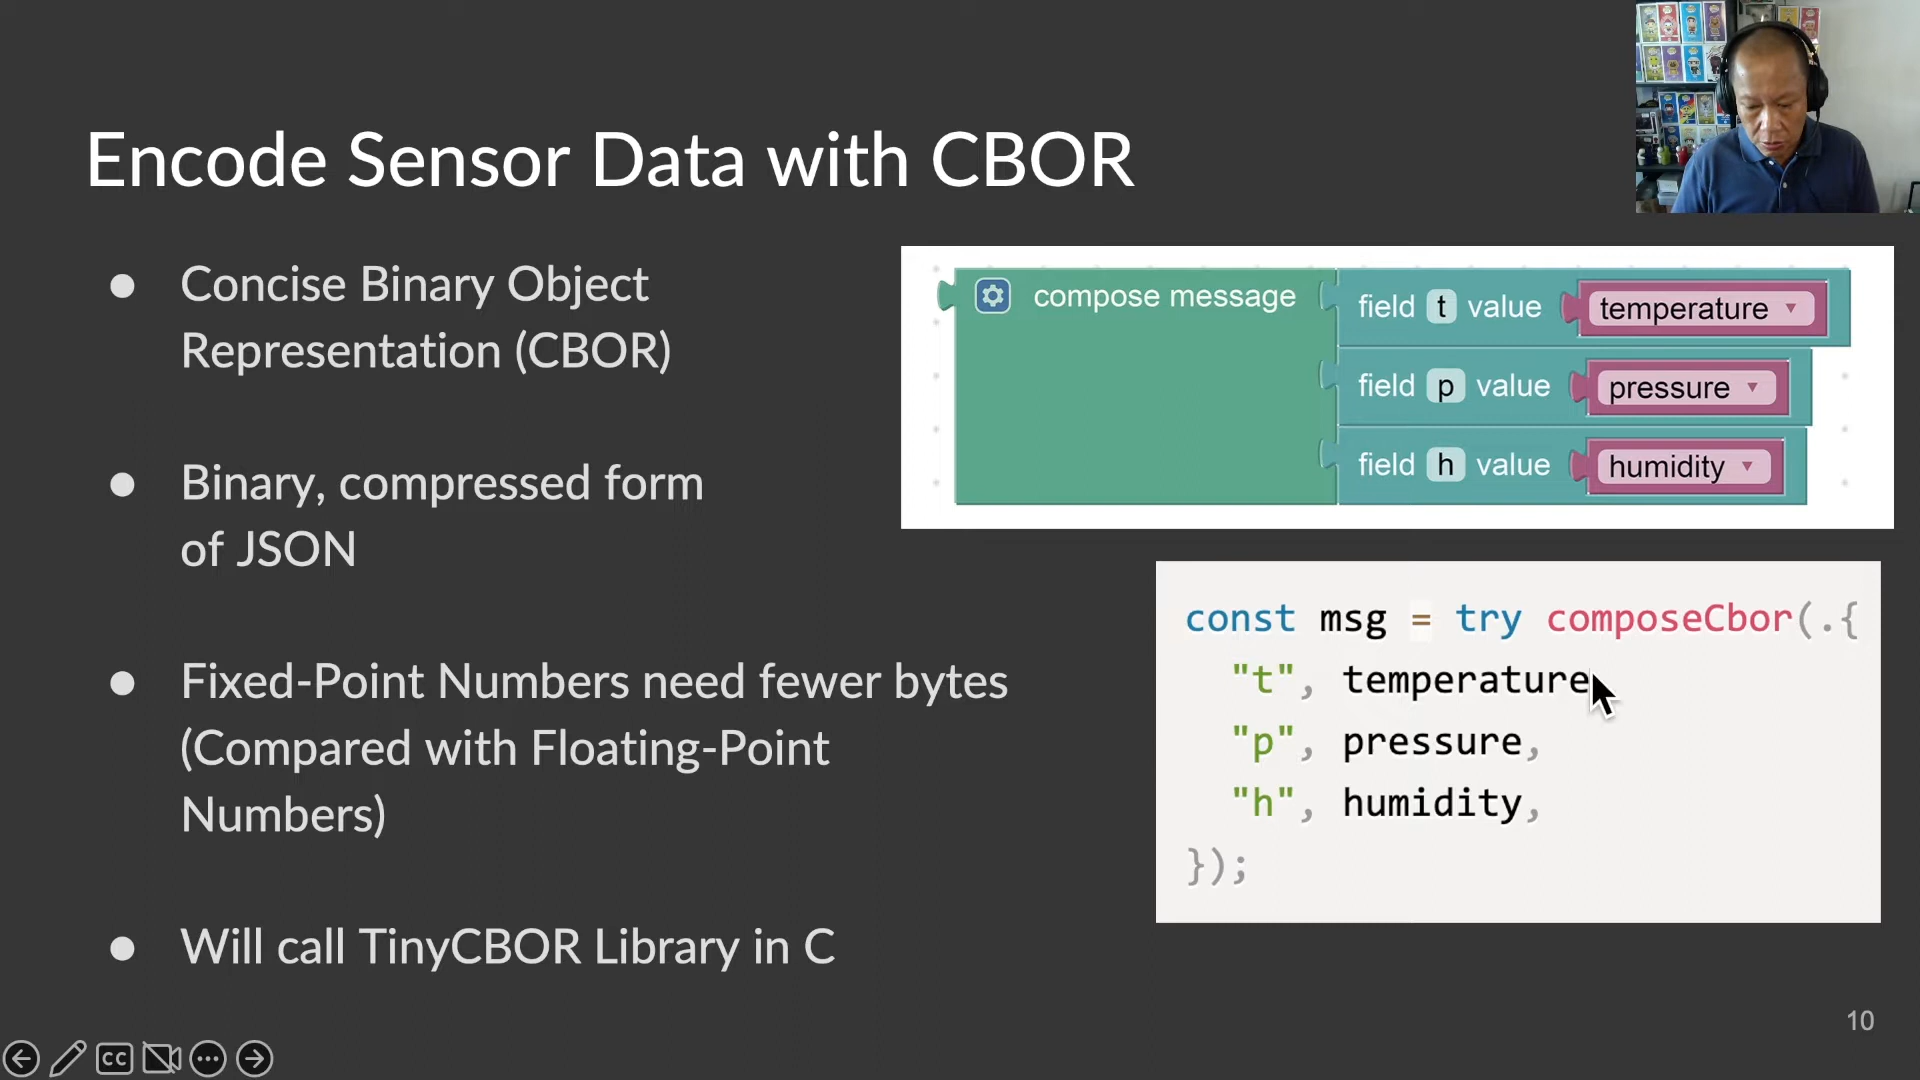 Encode Sensor Data with CBOR
● Concise Binary Object
Representation (CBOR)
● Binary, compressed form
of JSON
● Fixed-Point Numbers need fewer bytes
(Compared with Floating-Point
Numbers)
● Will call TinyCBOR Library in C
compose message field t value temperature ▼
field p value pressure ▼
field h value humidity ▼
const msg = try composeCbor(.{
"t", temperature
"p", pressure,
"h", humidity,
});
10
CC